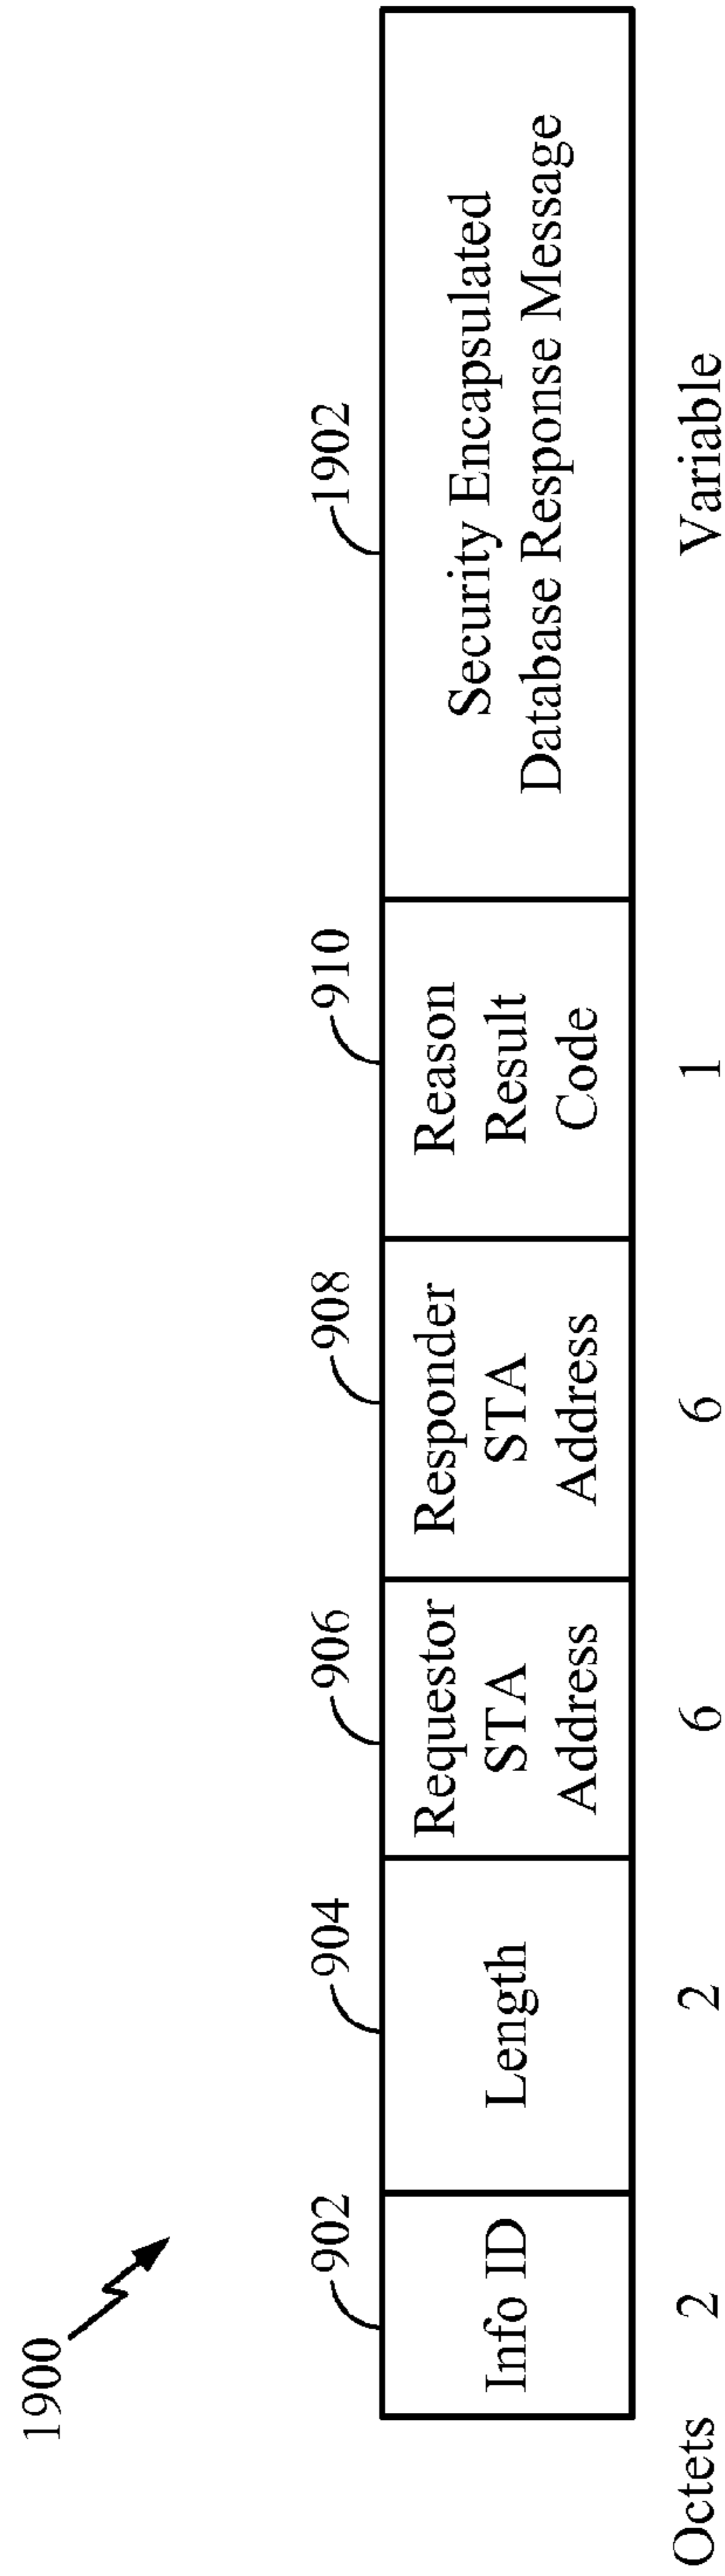 1900
902
904
906
908
910
1902
Info ID
Length
Requestor
STA
Address
Responder
STA
Address
Reason
Result
Code
Security Encapsulated
Database Response Message
Octets
2
2
6
6
1
Variable